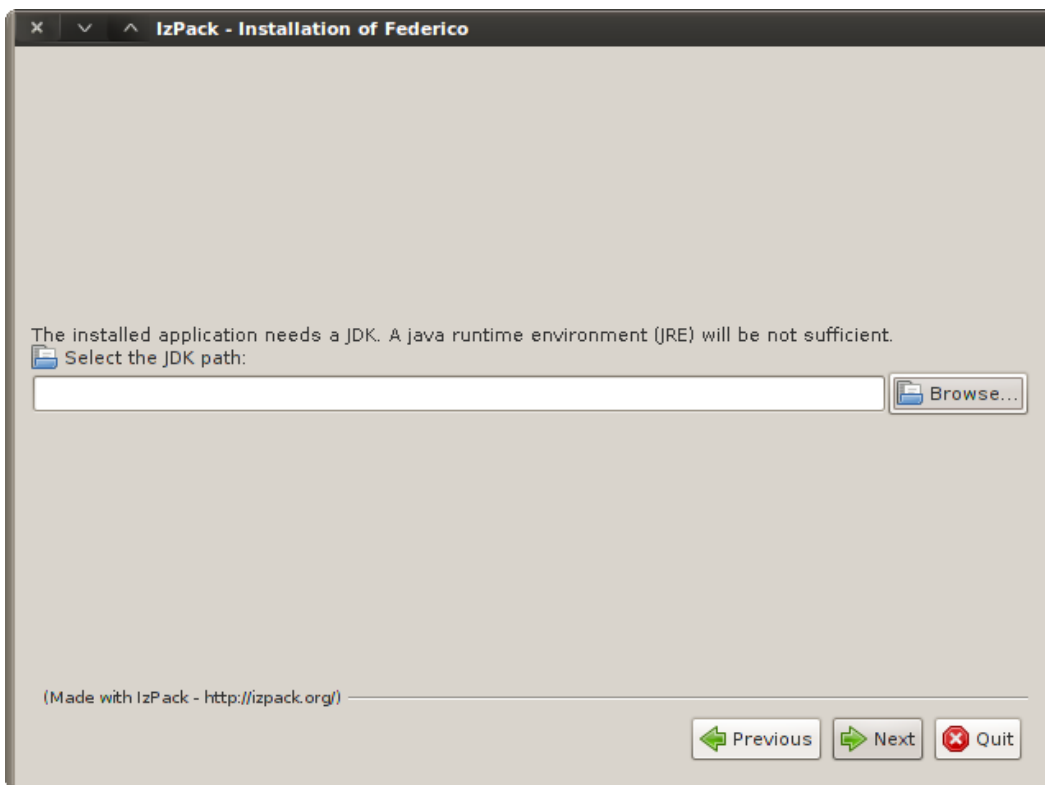 IzPack - Installation of Federico
The installed application needs a JDK. A java runtime environment (JRE) will be not sufficient.
Select the JDK path:
Browse...
(Made with IzPack - http://izpack.org/)
Previous Next Quit